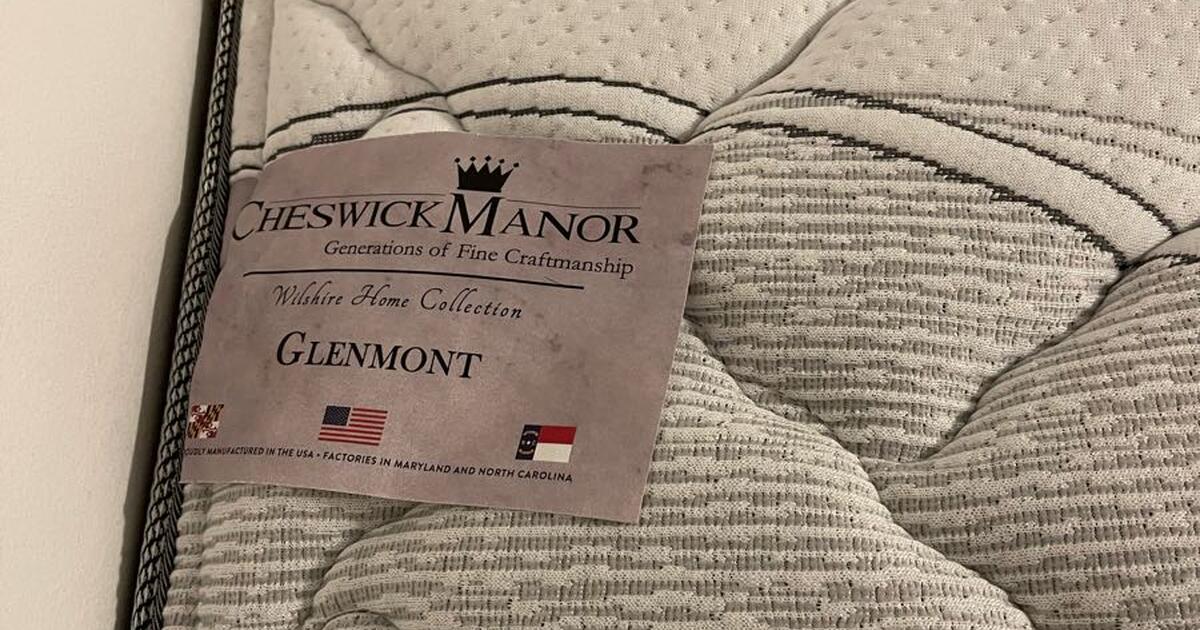 CHESWICK MANOR
Generations of Fine Craftmanship
Wilshire Home Collection
GLENMONT
MANUFACTURED IN THE USA • FACTORIES IN MARYLAND AND NORTH CAROLINA